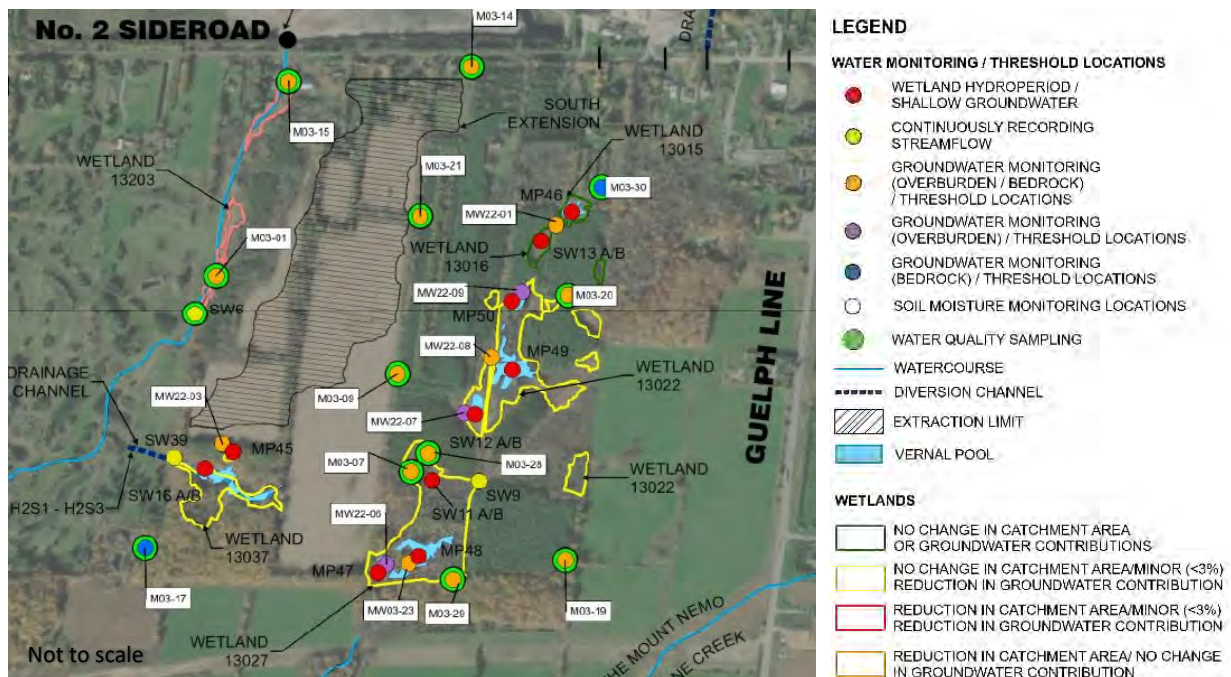 No. 2 SIDEROAD
M03-14
DRA
M03-15
SOUTH
EXTENSION
WETLAND
13015
WETLAND
13203
M03-21
M03-30
MP46
MW22-01
M03-01
SW13 A/B
WETLAND
13016
MW22-09
M03-20
SW6
MP50
GUELPH LINE
MW22-08
MP49
DRAINAGE
CHANNEL
M03-09
WETLAND
13022
MW22-03
MW22-07
SW39
MP45
SW12 A/B
M03-07
M03-28
WETLAND
13022
SW9
H2S1 - H2S3
SW16 A/B
SW11 A/B
MW22-06
WETLAND
13037
MP48
MP47
M03-17
MW03-23
M03-29
M03-19
WETLAND
13027
THE MOUNT NEMO
NE CREEK
Not to scale
LEGEND
WATER MONITORING / THRESHOLD LOCATIONS
WETLAND HYDROPERIOD /
SHALLOW GROUNDWATER
CONTINUOUSLY RECORDING
STREAMFLOW
GROUNDWATER MONITORING
(OVERBURDEN / BEDROCK)
/ THRESHOLD LOCATIONS
GROUNDWATER MONITORING
(OVERBURDEN) / THRESHOLD LOCATIONS
GROUNDWATER MONITORING
(BEDROCK) / THRESHOLD LOCATIONS
SOIL MOISTURE MONITORING LOCATIONS
WATER QUALITY SAMPLING
WATERCOURSE
DIVERSION CHANNEL
EXTRACTION LIMIT
VERNAL POOL
WETLANDS
NO CHANGE IN CATCHMENT AREA
OR GROUNDWATER CONTRIBUTIONS
NO CHANGE IN CATCHMENT AREA/MINOR (<3%)
REDUCTION IN GROUNDWATER CONTRIBUTION
REDUCTION IN CATCHMENT AREA/MINOR (<3%)
REDUCTION IN GROUNDWATER CONTRIBUTION
REDUCTION IN CATCHMENT AREA/ NO CHANGE
IN GROUNDWATER CONTRIBUTION